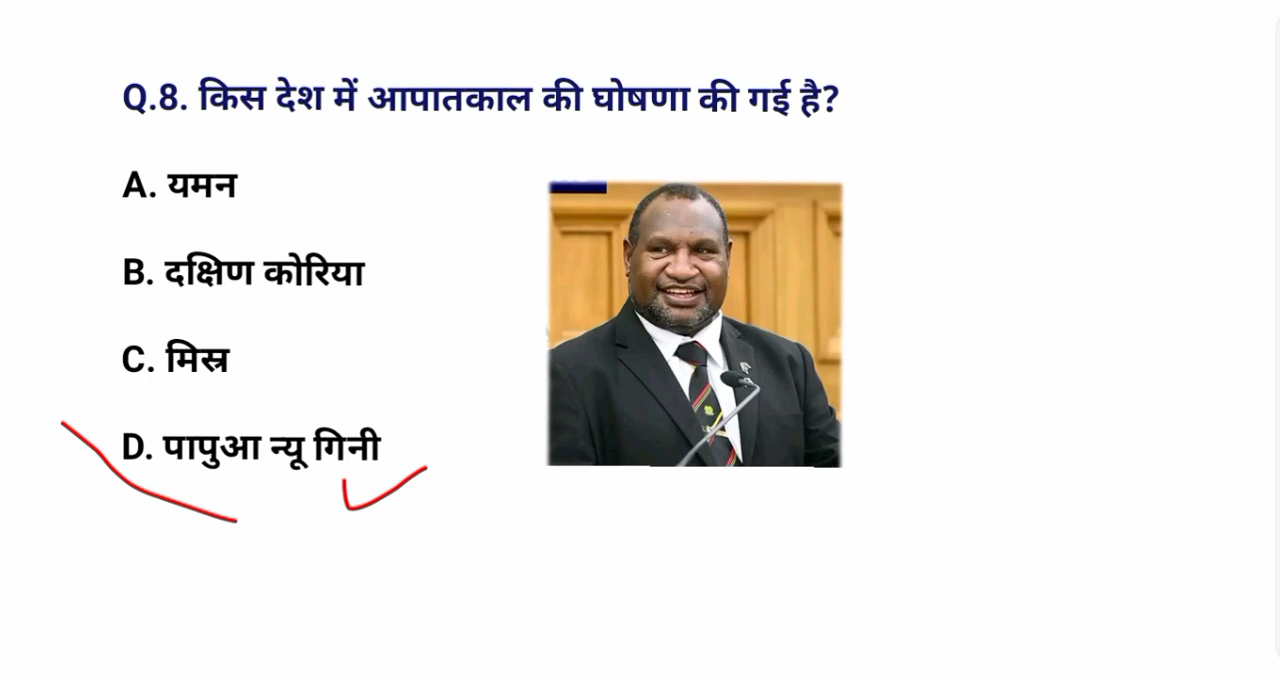 Q.8. किस देश में आपातकाल की घोषणा की गई है?
A. यमन
B. दक्षिण कोरिया
C. मिस्र
D. पापुआ न्यू गिनी